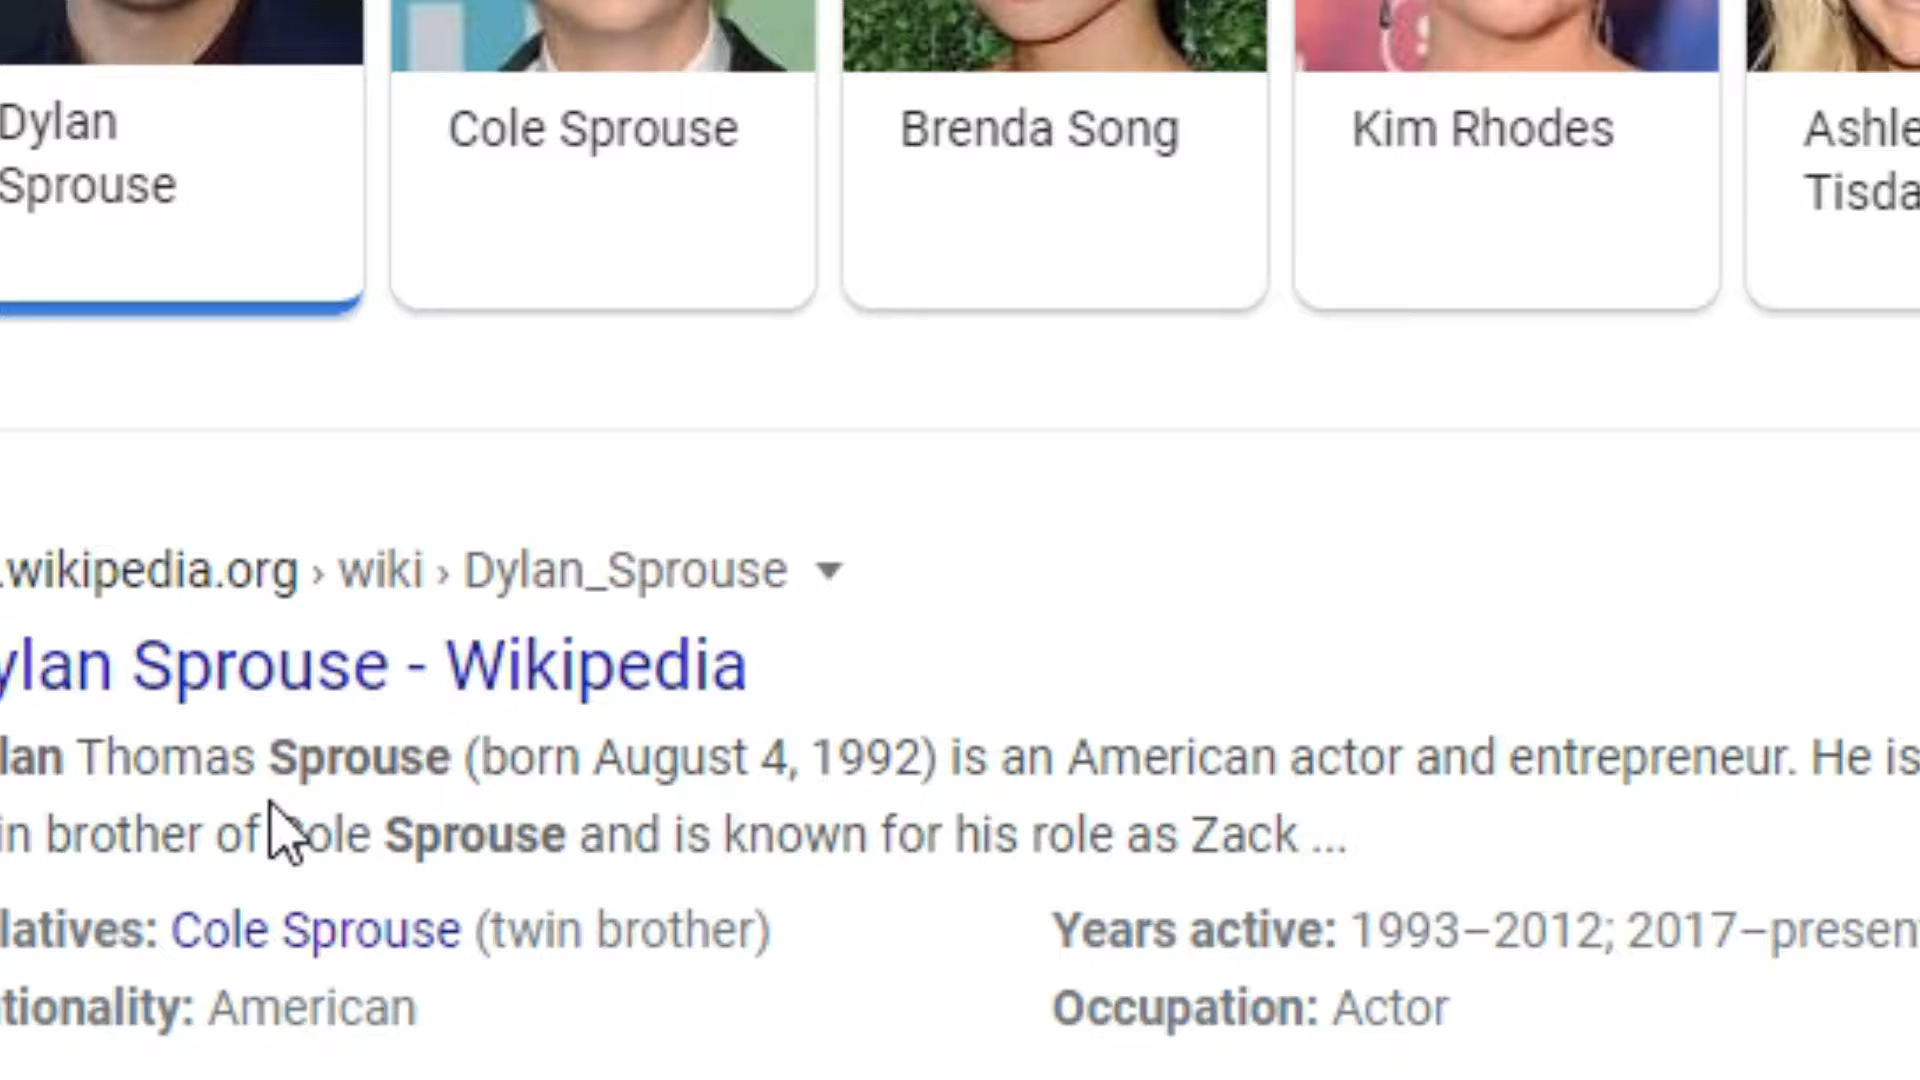 Dylan
Sprouse
Cole Sprouse
Brenda Song
Kim Rhodes
Ashle
Tisda
.wikipedia.org › wiki › Dylan_Sprouse
ylan Sprouse - Wikipedia
lan Thomas Sprouse (born August 4, 1992) is an American actor and entrepreneur. He is
in brother of Cole Sprouse and is known for his role as Zack ...
latives: Cole Sprouse (twin brother)
Years active: 1993–2012; 2017–presen
tionality: American
Occupation: Actor